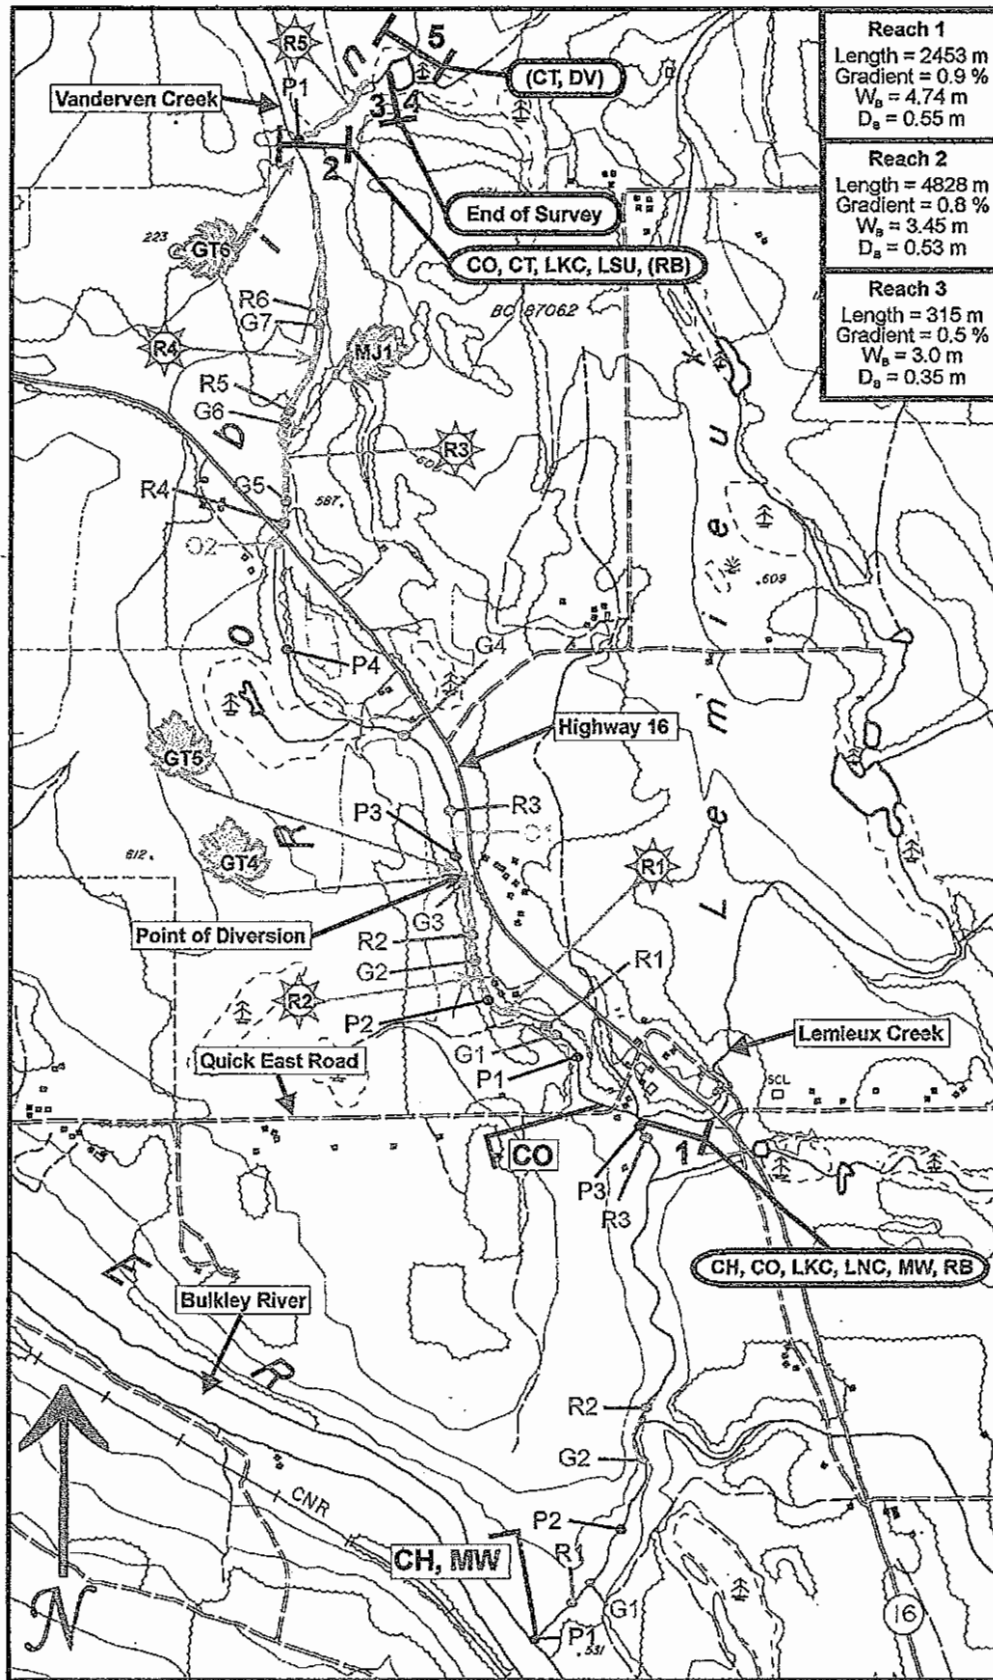 Reach 1
Length = 2453 m
Gradient = 0.9 %
W_B = 4.74 m
D_B = 0.55 m
Reach 2
Length = 4828 m
Gradient = 0.8 %
W_B = 3.45 m
D_B = 0.53 m
Reach 3
Length = 315 m
Gradient = 0.5 %
W_B = 3.0 m
D_B = 0.35 m
R5
n
5
(CT, DV)
P1
Vanderven Creek
3
4
2
End of Survey
GT6
223
l
CO, CT, LKC, LSU, (RB)
R6
G7
BC 87062
R4
MJ1
x
R5
G6
D
R3
u
G5
587
R4
O2
e
609
i
O
G4
P4
m
Highway 16
GT5
P3
R3
O1
e
R
612
GT4
R1
L
G3
Point of Diversion
R2
G2
R1
R2
P2
Lemieux Creek
G1
Quick East Road
P1
SCL
CO
1
P3
R3
E
CH, CO, LKC, LNC, MW, RB
Bulkley River
R
R2
G2
CNR
P2
CH, MW
R1
G1
16
P1
531
N